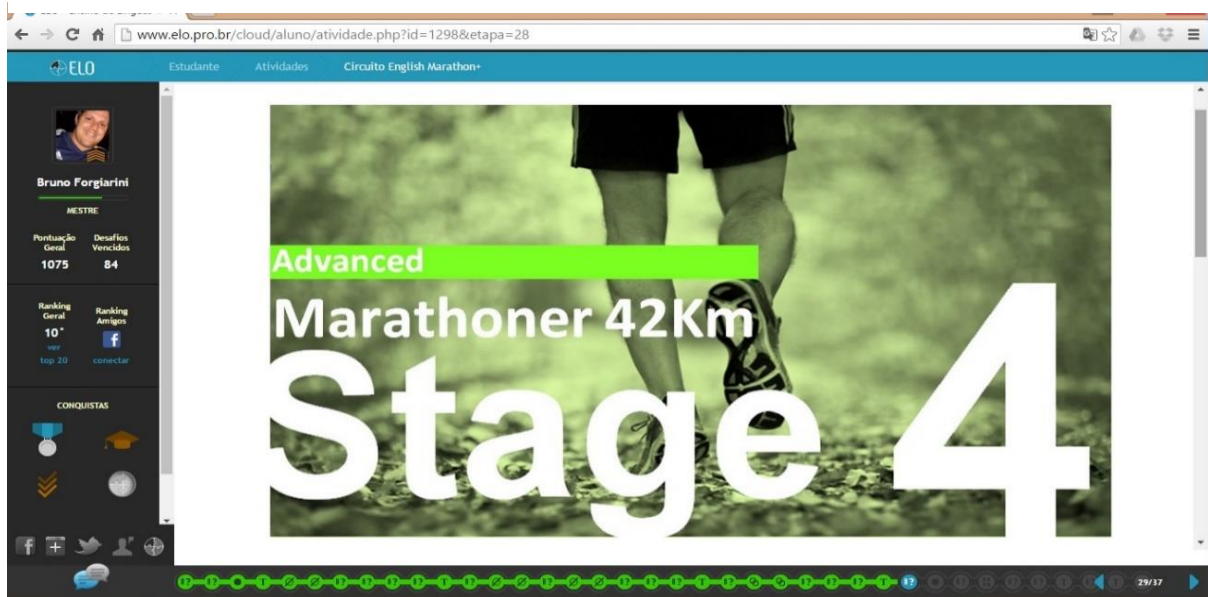 www.elo.pro.br/cloud/aluno/atividade.php?id=1298&etapa=28
ELO
Estudante
Atividades
Circuito English Marathon+
Bruno Forgiarini
MESTRE
Pontuação Geral
1075
Desafios Vencidos
84
Ranking Geral
10°
ver top 20
Ranking Amigos
conectar
CONQUISTAS
Advanced
Marathoner 42Km
Stage 4
29/37